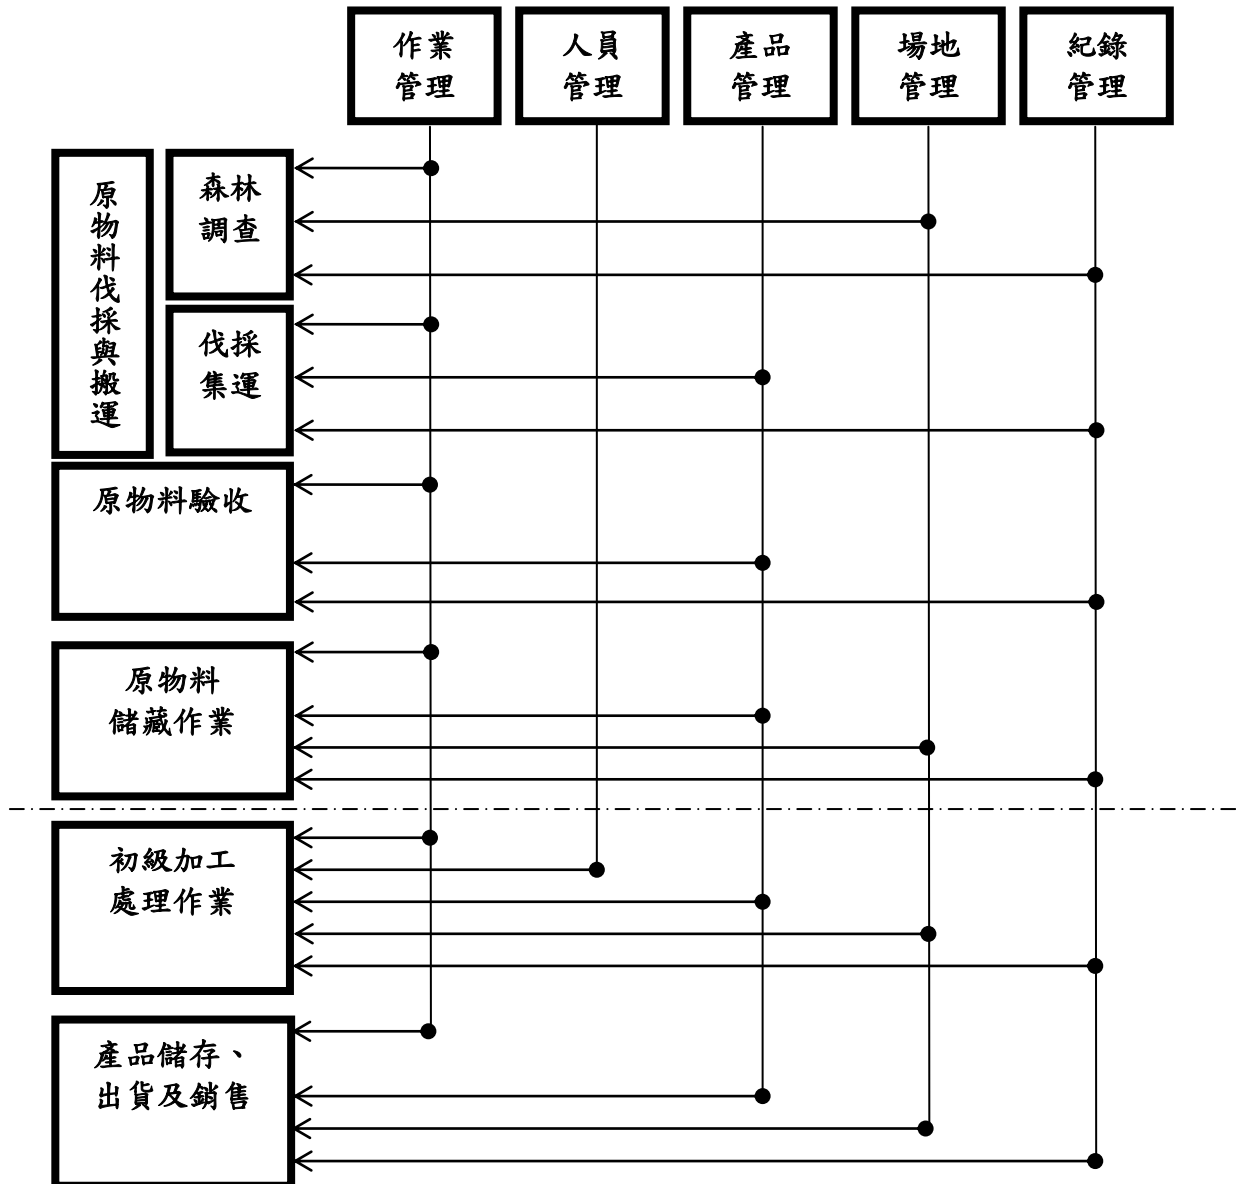 作業
管理
人員
管理
產品
管理
場地
管理
紀錄
管理
原物料伐採與搬運
森林
調查
伐採
集運
原物料驗收
原物料
儲藏作業
初級加工
處理作業
產品儲存、
出貨及銷售